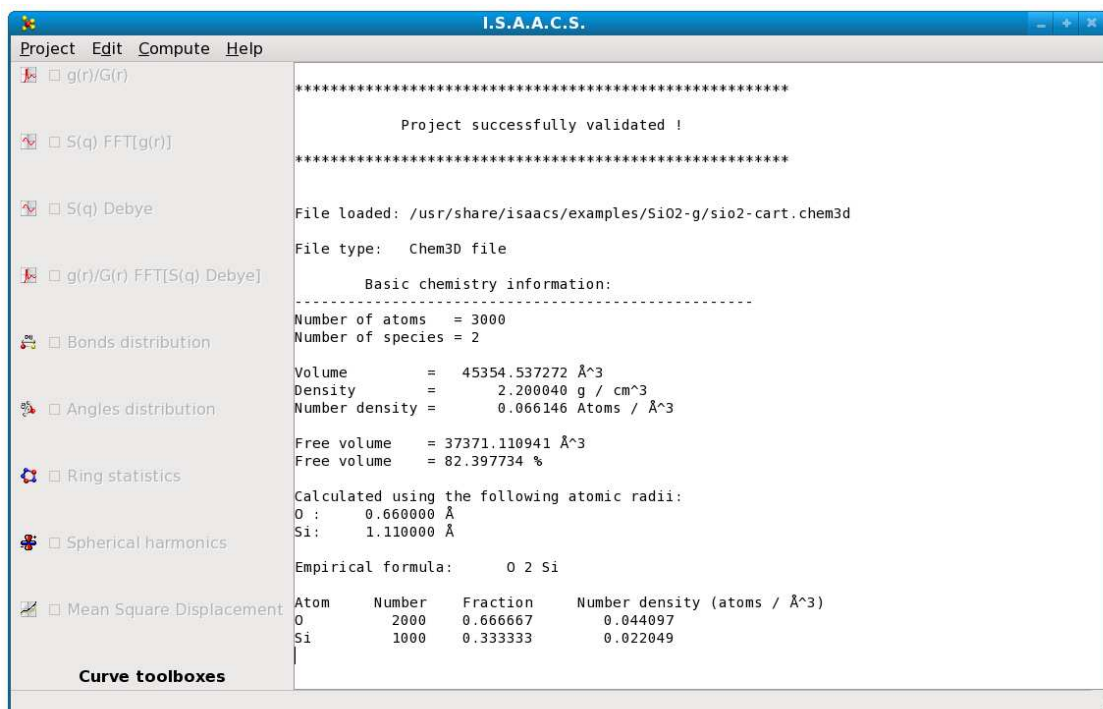 I.S.A.A.C.S.
Project Edit Compute Help
g(r)/G(r)
S(q) FFT[g(r)]
S(q) Debye
g(r)/G(r) FFT[S(q) Debye]
Bonds distribution
Angles distribution
Ring statistics
Spherical harmonics
Mean Square Displacement
Curve toolboxes
********************************************************
Project successfully validated !
********************************************************
File loaded: /usr/share/isaacs/examples/SiO2-g/sio2-cart.chem3d
File type:   Chem3D file
Basic chemistry information:
----------------------------------------------------
Number of atoms   = 3000
Number of species = 2
Volume         =   45354.537272 Å^3
Density        =       2.200040 g / cm^3
Number density =       0.066146 Atoms / Å^3
Free volume    = 37371.110941 Å^3
Free volume    = 82.397734 %
Calculated using the following atomic radii:
O :      0.660000 Å
Si:      1.110000 Å
Empirical formula:      O 2 Si
Atom     Number    Fraction     Number density (atoms / Å^3)
O          2000    0.666667        0.044097
Si         1000    0.333333        0.022049